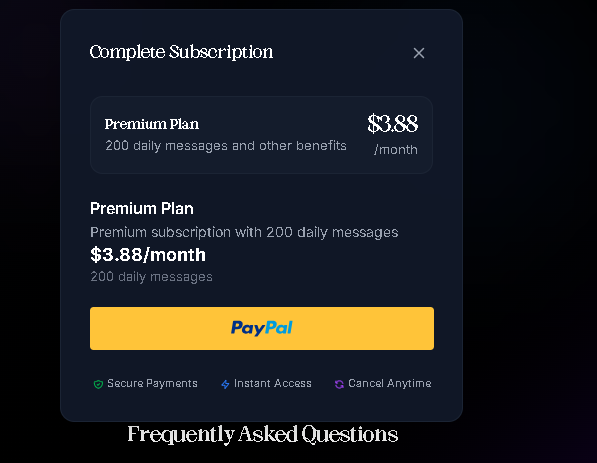 Complete Subscription
Premium Plan
$3.88
200 daily messages and other benefits
/month
Premium Plan
Premium subscription with 200 daily messages
$3.88/month
200 daily messages
PayPal
Secure Payments
Instant Access
Cancel Anytime
Frequently Asked Questions